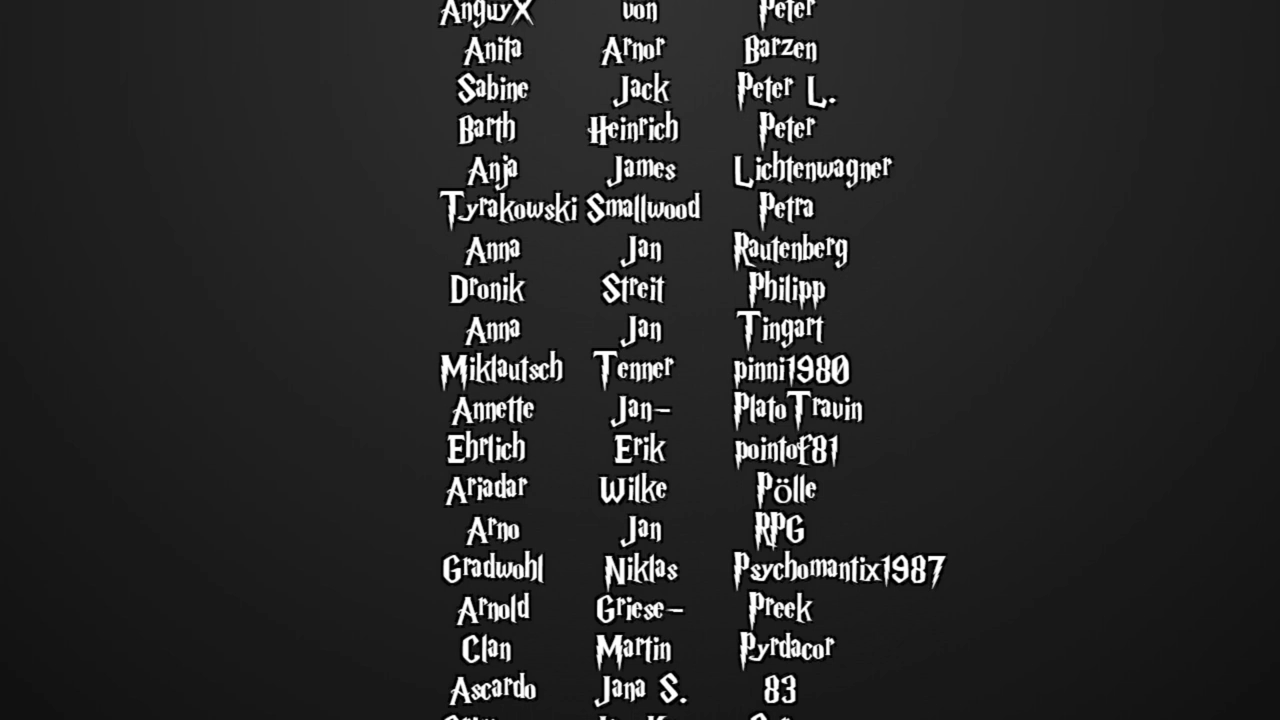 AnguyX von Peter
Anita Arnor Barzen
Sabine Jack Peter L.
Barth Heinrich Peter
Anja James Lichtenwagner
Tyrakowski Smallwood Petra
Anna Jan Rautenberg
Dronik Streit Philipp
Anna Jan Tingart
Miklautsch Tenner pinni1980
Annette Jan- PlatoTravin
Ehrlich Erik pointof81
Ariadar Wilke Pölle
Arno Jan RPG
Gradwohl Niklas Psychomantix1987
Arnold Griese- Preek
Clan Martin Pyrdacor
Ascardo Jana S. 83